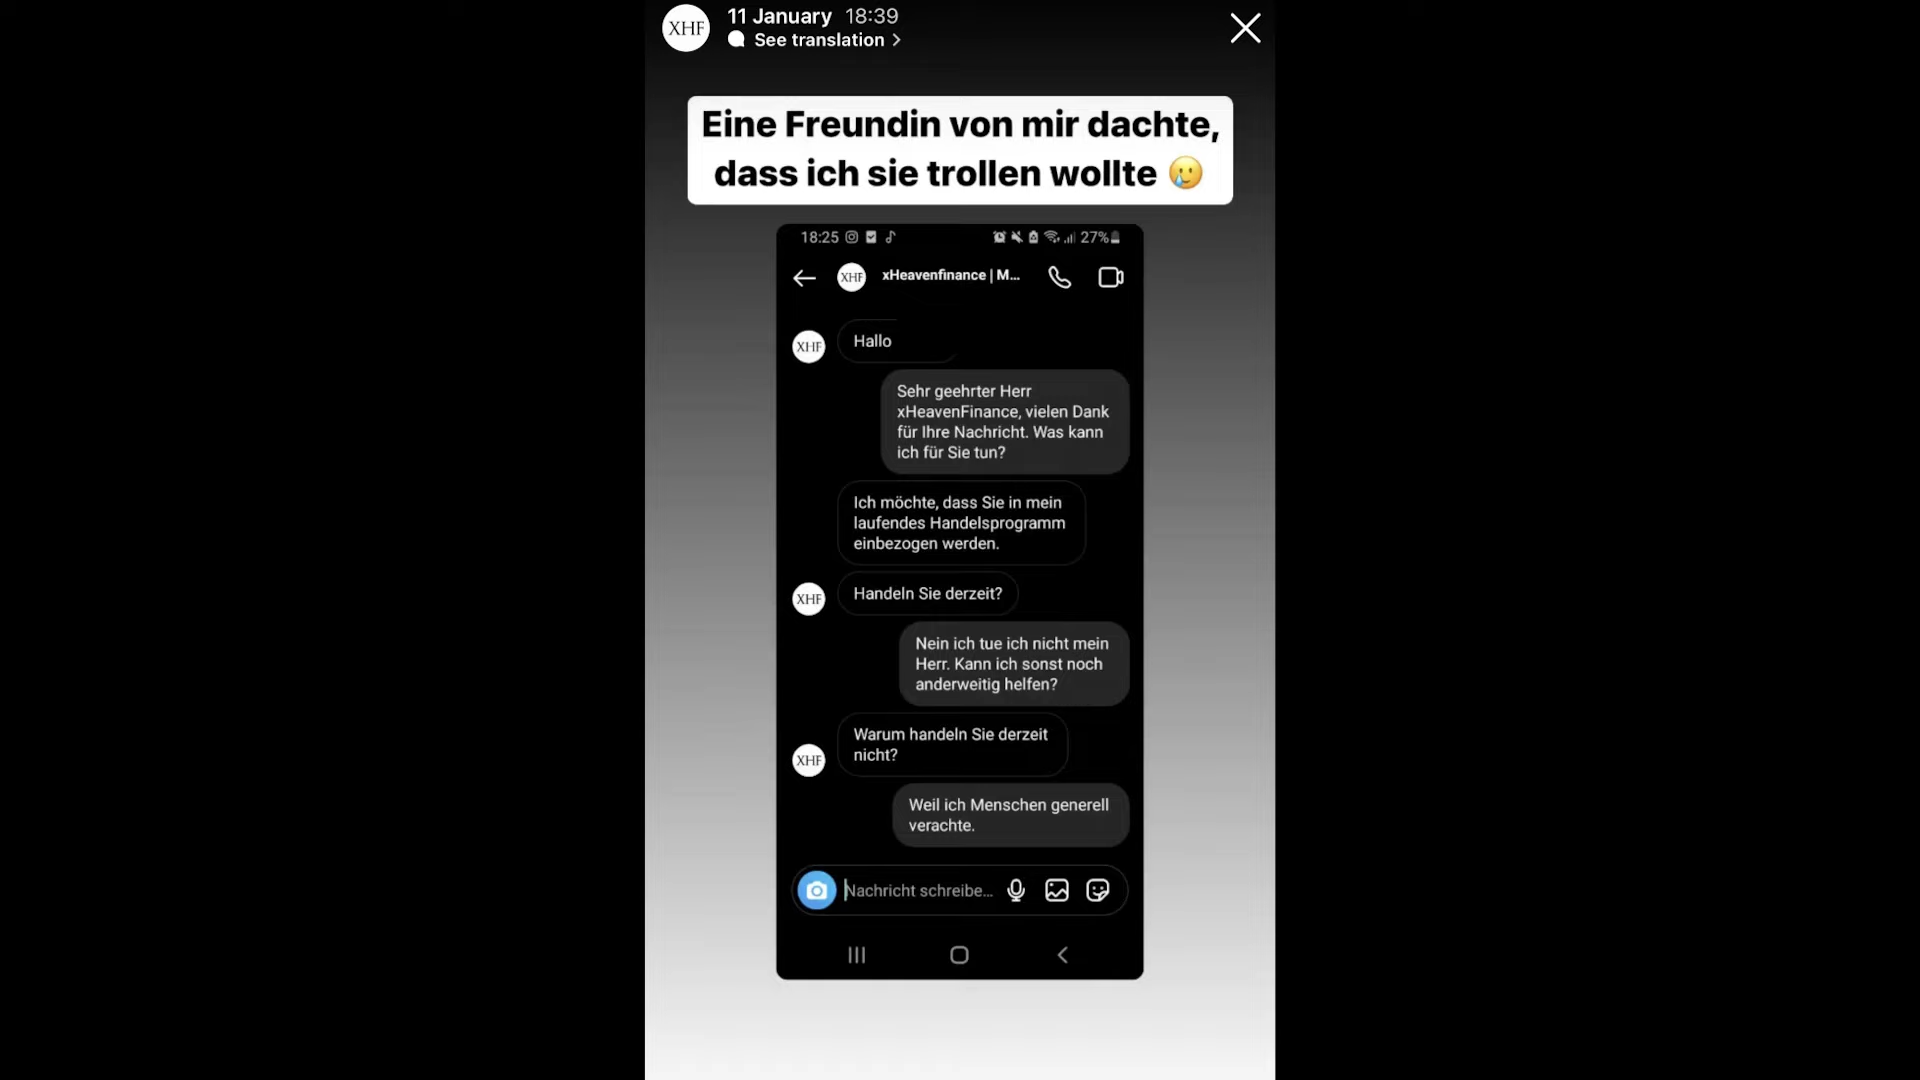 XHF
11 January 18:39
See translation >
Eine Freundin von mir dachte,
dass ich sie trollen wollte 🥲
18:25
27%
XHF
xHeavenfinance | M...
XHF
Hallo
Sehr geehrter Herr
xHeavenFinance, vielen Dank
für Ihre Nachricht. Was kann
ich für Sie tun?
Ich möchte, dass Sie in mein
laufendes Handelsprogramm
einbezogen werden.
XHF
Handeln Sie derzeit?
Nein ich tue ich nicht mein
Herr. Kann ich sonst noch
anderweitig helfen?
Warum handeln Sie derzeit
nicht?
XHF
Weil ich Menschen generell
verachte.
Nachricht schreibe...